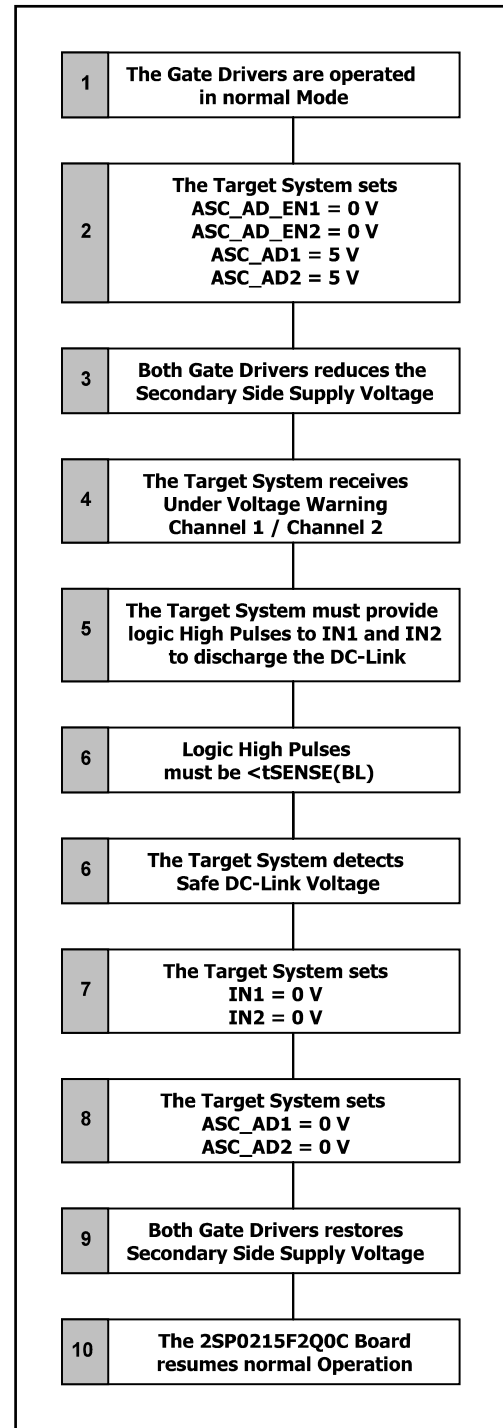 1
The Gate Drivers are operated
in normal Mode
2
The Target System sets
ASC_AD_EN1 = 0 V
ASC_AD_EN2 = 0 V
ASC_AD1 = 5 V
ASC_AD2 = 5 V
3
Both Gate Drivers reduces the
Secondary Side Supply Voltage
4
The Target System receives
Under Voltage Warning
Channel 1 / Channel 2
5
The Target System must provide
logic High Pulses to IN1 and IN2
to discharge the DC-Link
6
Logic High Pulses
must be <tSENSE(BL)
6
The Target System detects
Safe DC-Link Voltage
7
The Target System sets
IN1 = 0 V
IN2 = 0 V
8
The Target System sets
ASC_AD1 = 0 V
ASC_AD2 = 0 V
9
Both Gate Drivers restores
Secondary Side Supply Voltage
10
The 2SP0215F2Q0C Board
resumes normal Operation